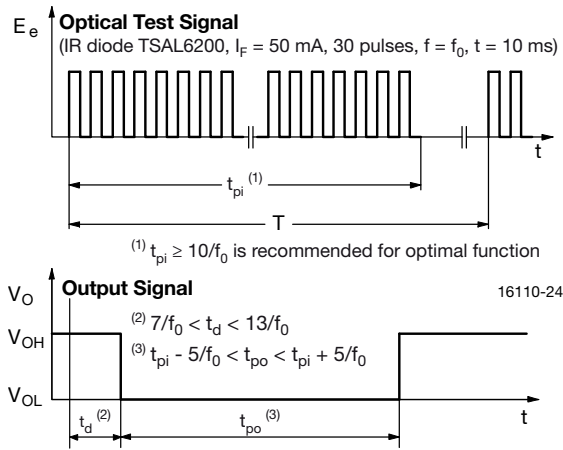 E e
Optical Test Signal
(IR diode TSAL6200, IF = 50 mA, 30 pulses, f = f0, t = 10 ms)
t
tpi (1)
T
(1) tpi ≥ 10/f0 is recommended for optimal function
VO
Output Signal
16110-24
VOH
(2) 7/f0 < td < 13/f0
(3) tpi - 5/f0 < tpo < tpi + 5/f0
VOL
td (2)
tpo (3)
t